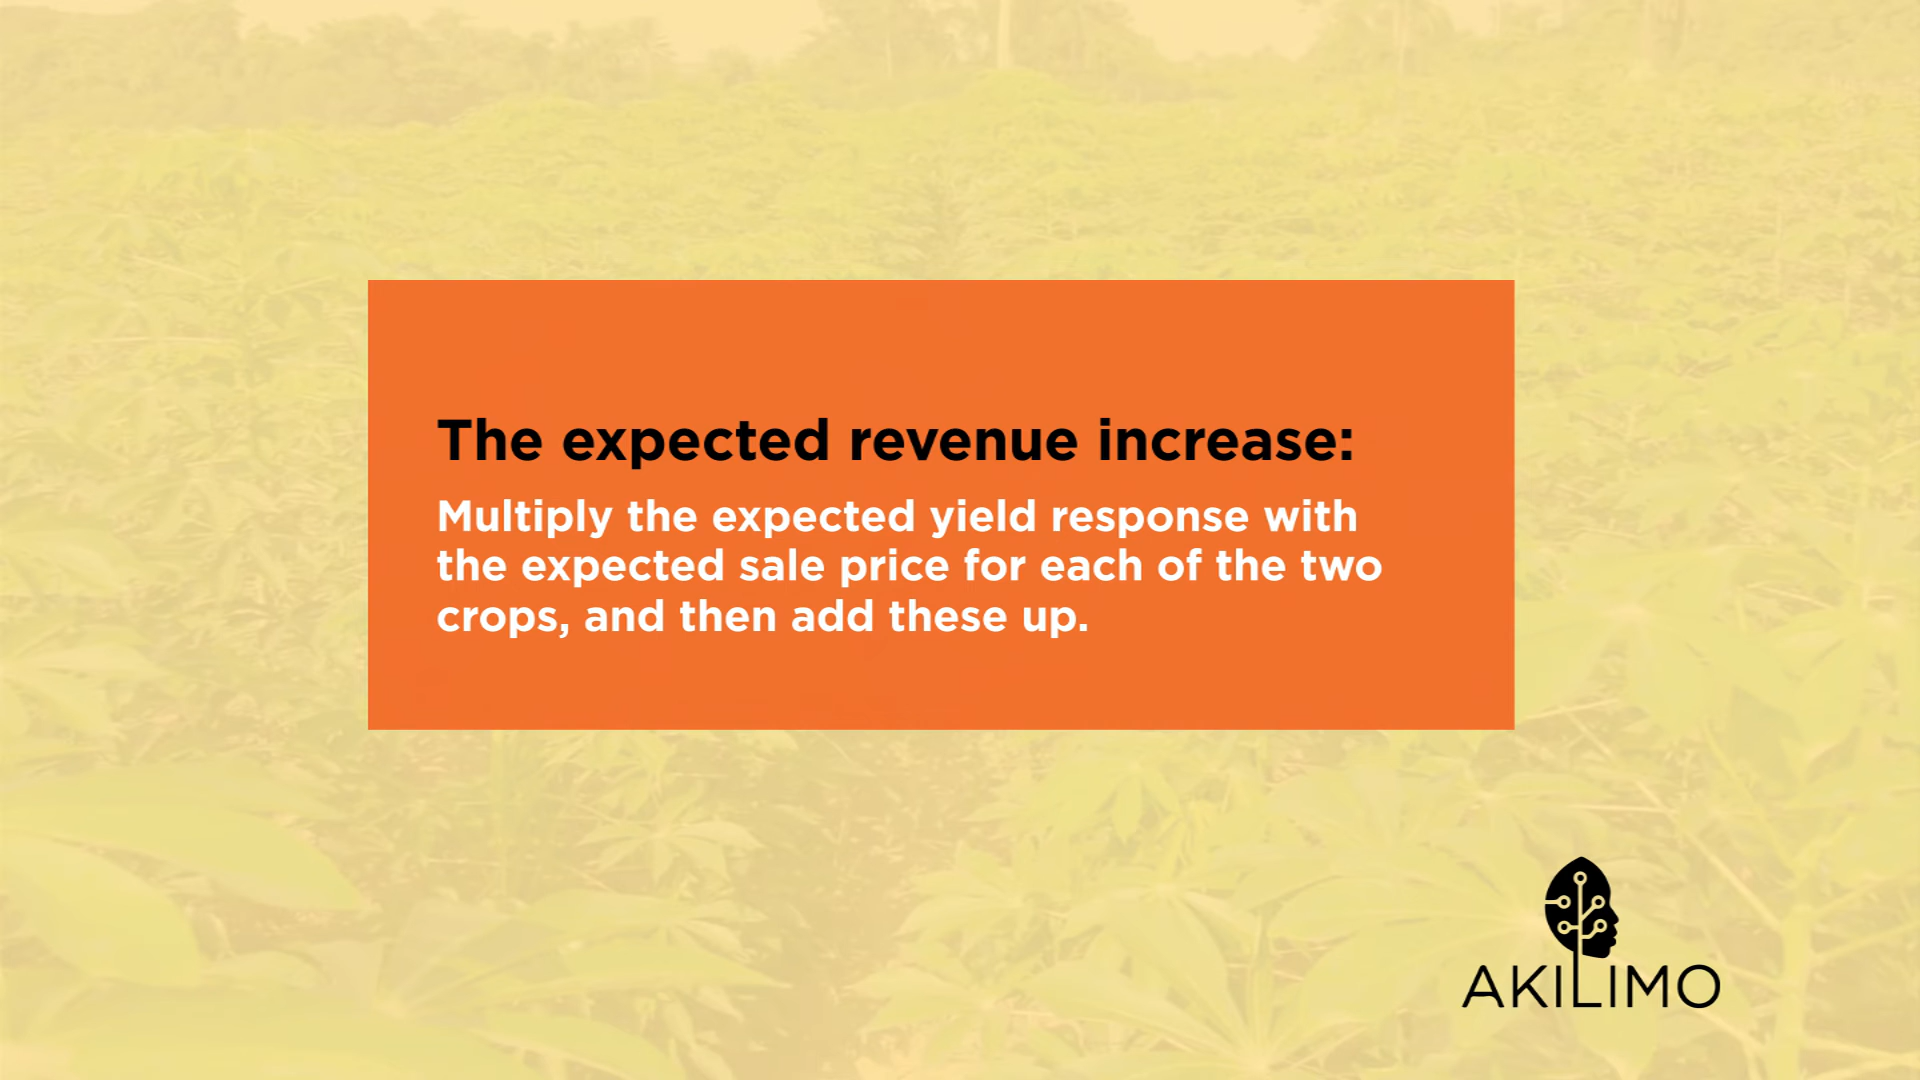 The expected revenue increase:
Multiply the expected yield response with
the expected sale price for each of the two
crops, and then add these up.
AKILIMO